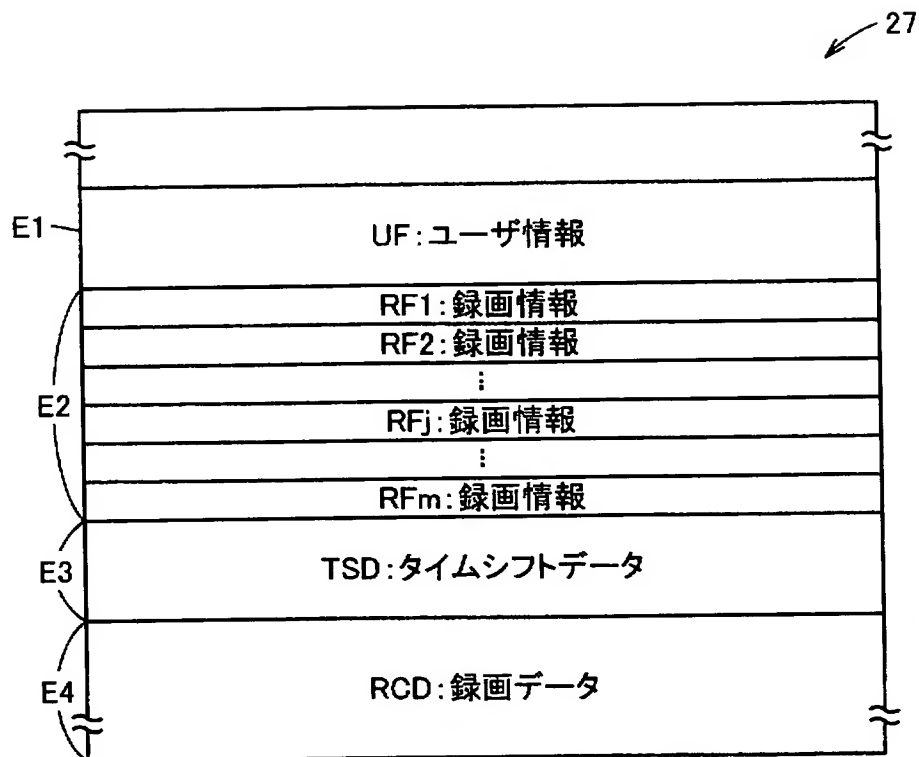 27
E1
UF:ユーザ情報
RF1:録画情報
RF2:録画情報
⋮
E2
RFj:録画情報
⋮
RFm:録画情報
E3
TSD:タイムシフトデータ
E4
RCD:録画データ